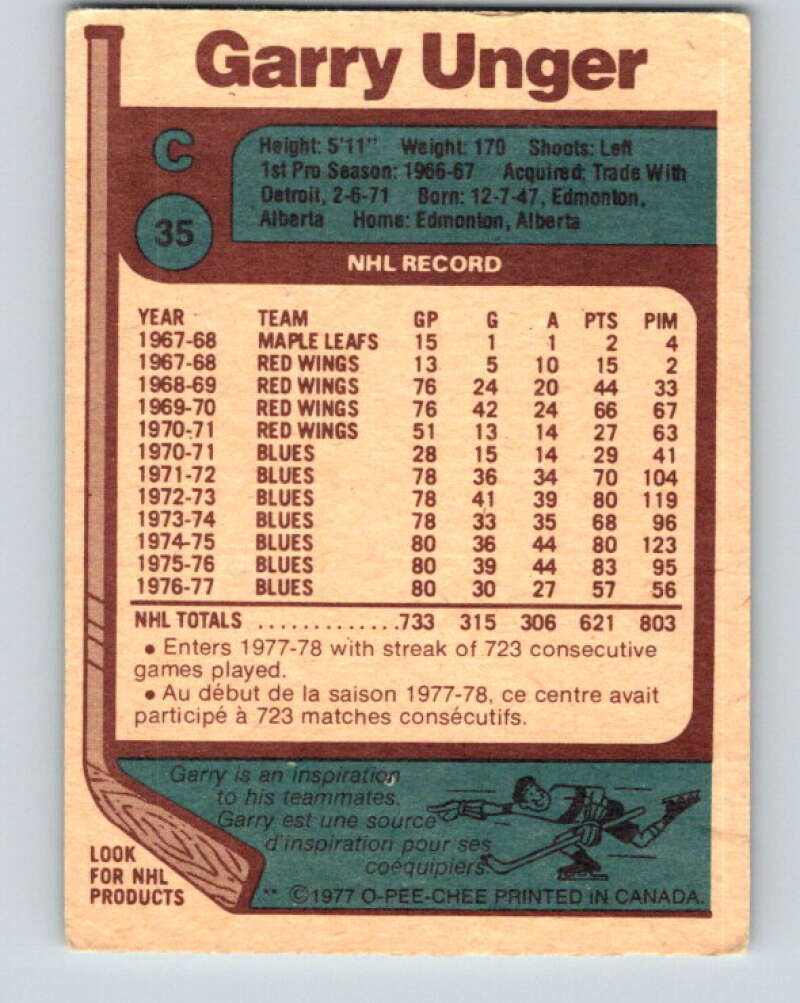 Garry Unger
C
Height: 5'11" Weight: 170 Shoots: Left
1st Pro Season: 1966-67 Acquired: Trade With
Detroit, 2-6-71 Born: 12-7-47, Edmonton,
Alberta Home: Edmonton, Alberta
35
NHL RECORD
YEAR TEAM GP G A PTS PIM
1967-68 MAPLE LEAFS 15 1 1 2 4
1967-68 RED WINGS 13 5 10 15 2
1968-69 RED WINGS 76 24 20 44 33
1969-70 RED WINGS 76 42 24 66 67
1970-71 RED WINGS 51 13 14 27 63
1970-71 BLUES 28 15 14 29 41
1971-72 BLUES 78 36 34 70 104
1972-73 BLUES 78 41 39 80 119
1973-74 BLUES 78 33 35 68 96
1974-75 BLUES 80 36 44 80 123
1975-76 BLUES 80 39 44 83 95
1976-77 BLUES 80 30 27 57 56
NHL TOTALS .............733 315 306 621 803
• Enters 1977-78 with streak of 723 consecutive
games played.
• Au début de la saison 1977-78, ce centre avait
participé à 723 matches consécutifs.
Garry is an inspiration
to his teammates.
Garry est une source
d'inspiration pour ses
coéquipiers.
LOOK
FOR NHL
PRODUCTS
** ©1977 O-PEE-CHEE PRINTED IN CANADA.